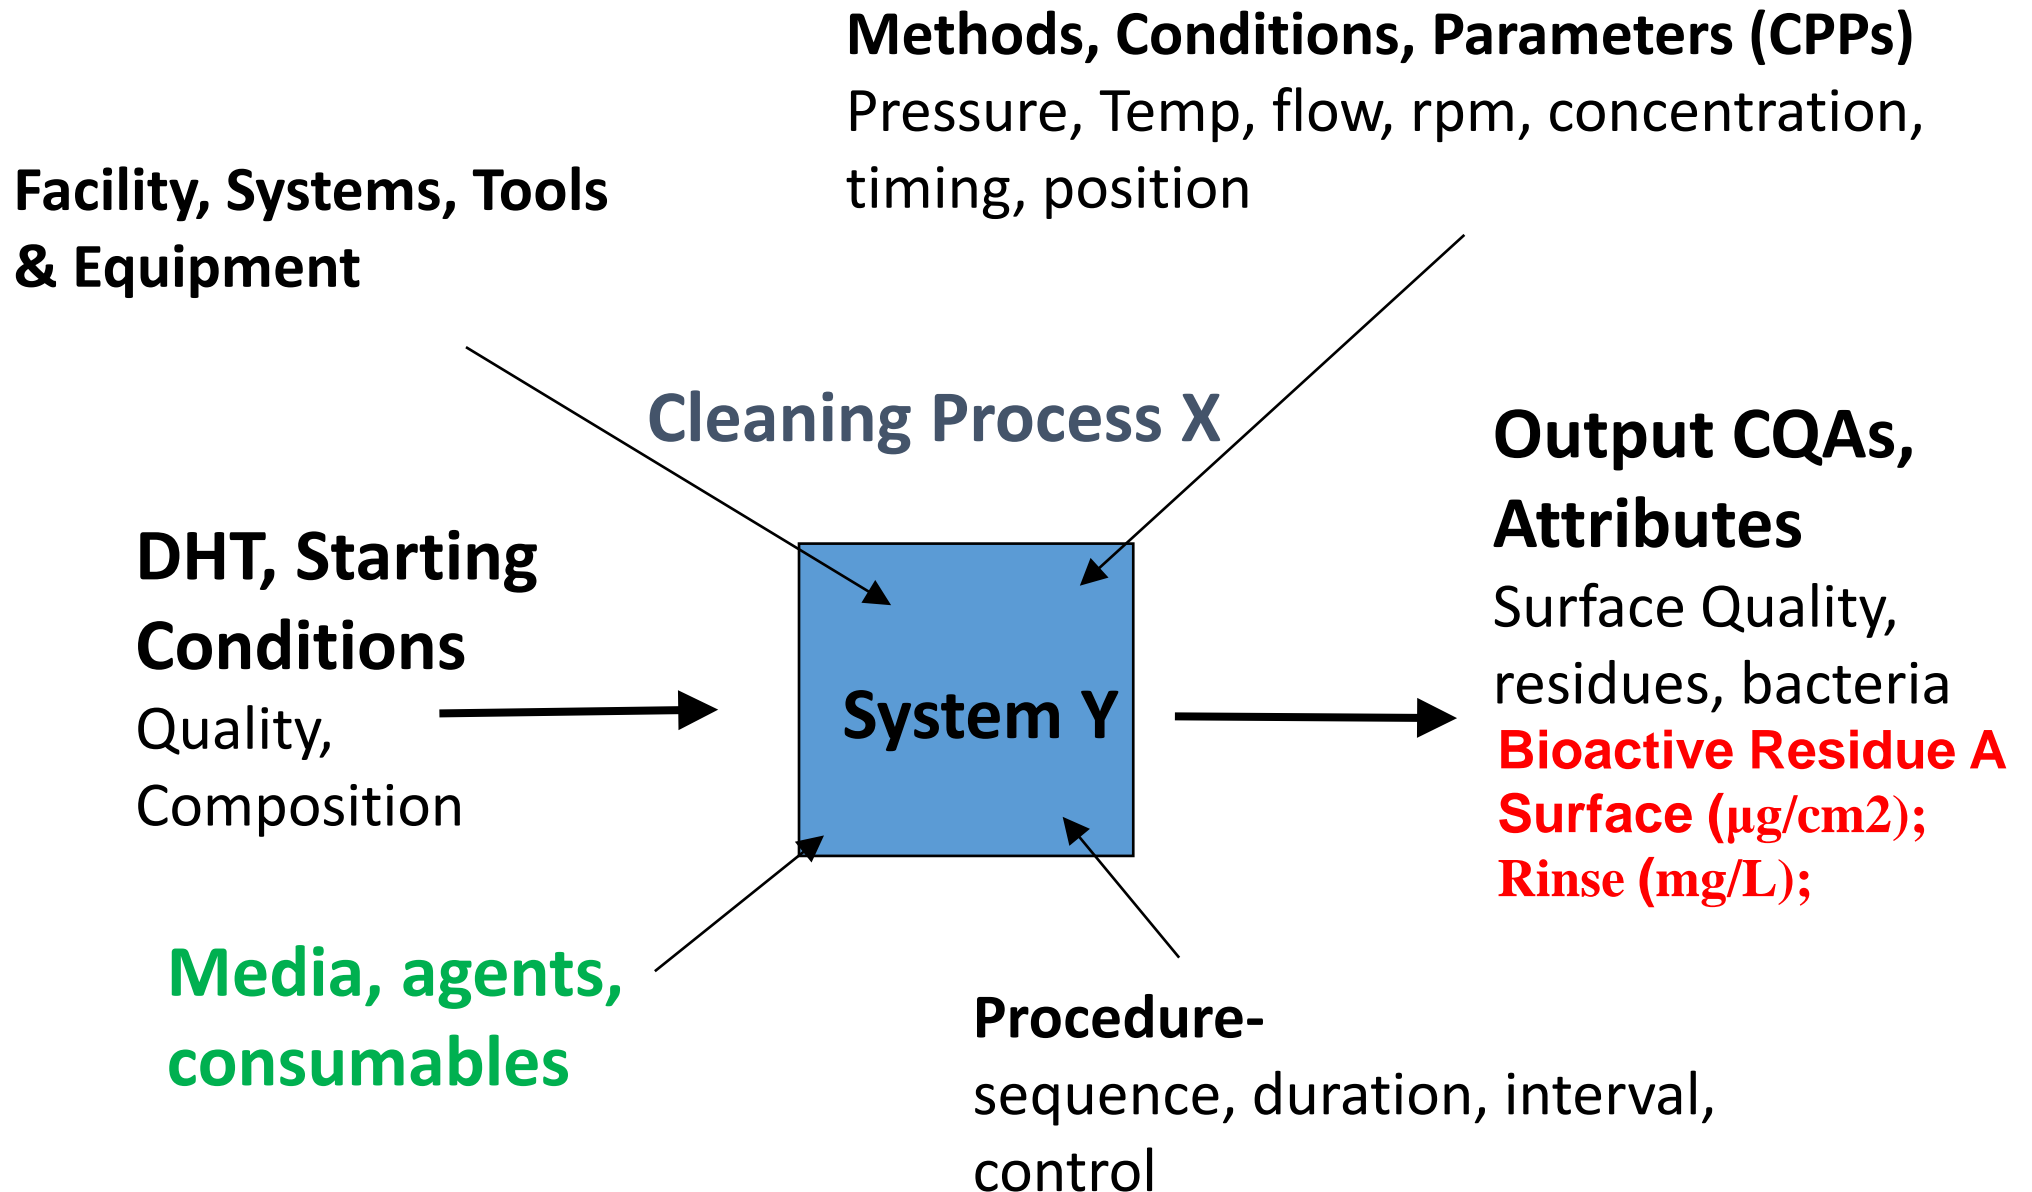 Methods, Conditions, Parameters (CPPs)
Pressure, Temp, flow, rpm, concentration,
timing, position
Facility, Systems, Tools
& Equipment
Cleaning Process X
DHT, Starting
Conditions
Quality,
Composition
System Y
Output CQAs,
Attributes
Surface Quality,
residues, bacteria
Bioactive Residue A
Surface (µg/cm2);
Rinse (mg/L);
Media, agents,
consumables
Procedure-
sequence, duration, interval,
control